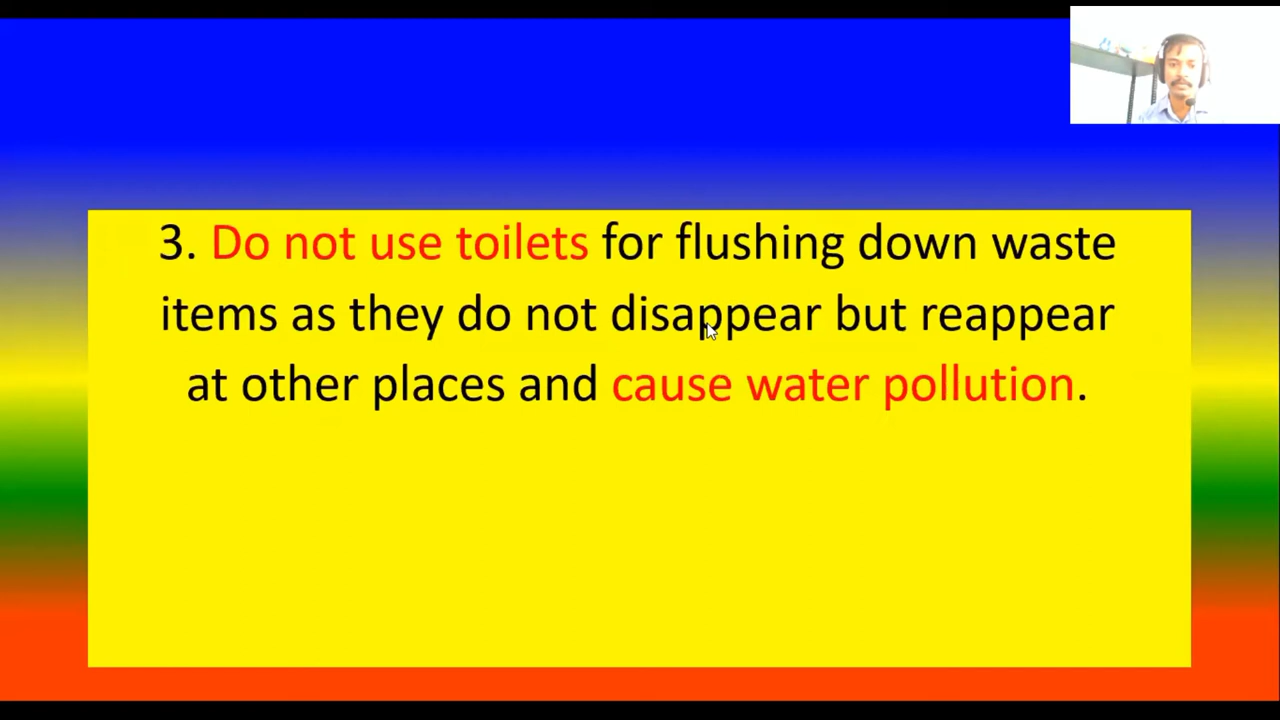 3. Do not use toilets for flushing down waste
items as they do not disappear but reappear
at other places and cause water pollution.